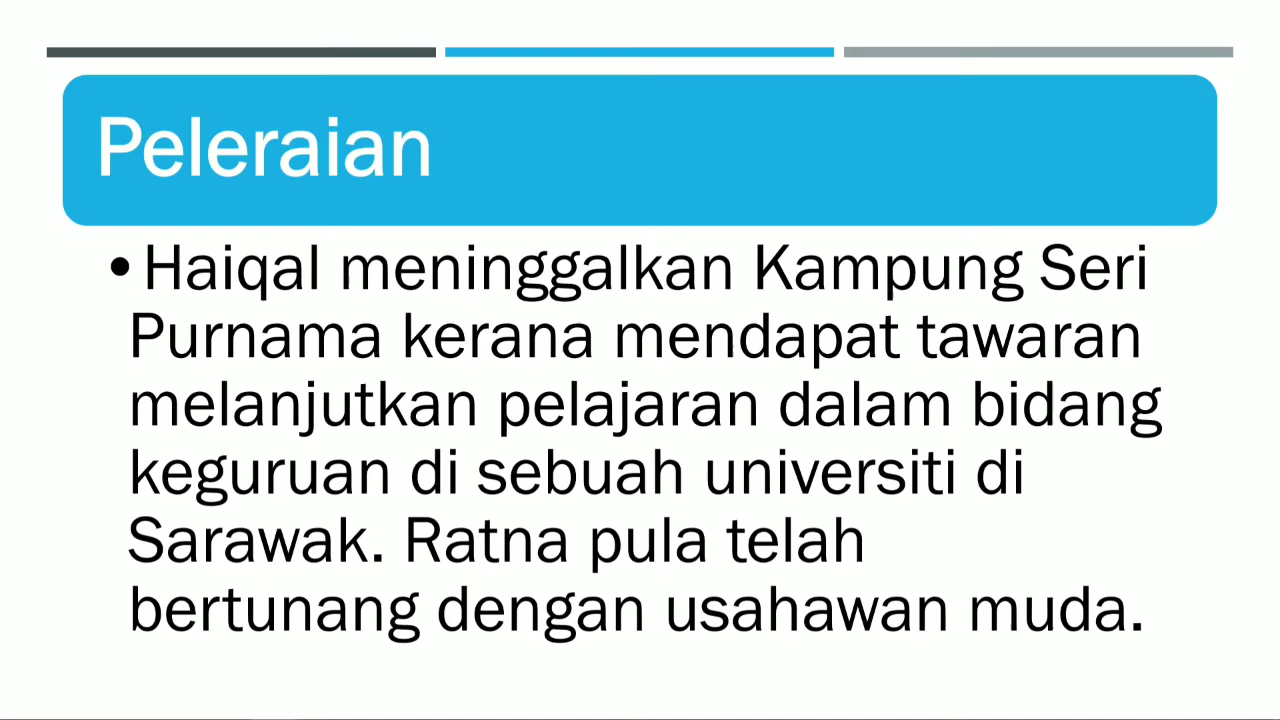 Peleraian
•Haiqal meninggalkan Kampung Seri
Purnama kerana mendapat tawaran
melanjutkan pelajaran dalam bidang
keguruan di sebuah universiti di
Sarawak. Ratna pula telah
bertunang dengan usahawan muda.